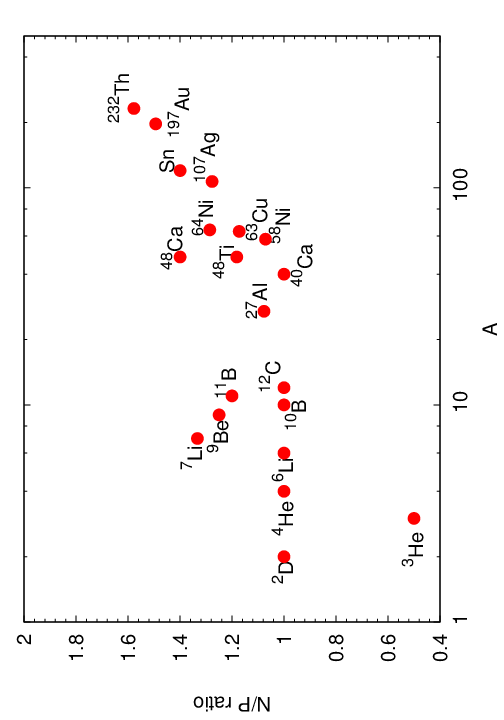 ²³²Th
¹⁹⁷Au
Sn
¹⁰⁷Ag
⁶⁴Ni
⁶³Cu
⁵⁸Ni
⁴⁸Ca
⁴⁸Ti
⁴⁰Ca
²⁷Al
¹²C
¹¹B
¹⁰B
⁹Be
⁷Li
⁶Li
⁴He
³He
²D
2
1.8
1.6
1.4
1.2
1
0.8
0.6
0.4
N/P ratio
1
10
100
A